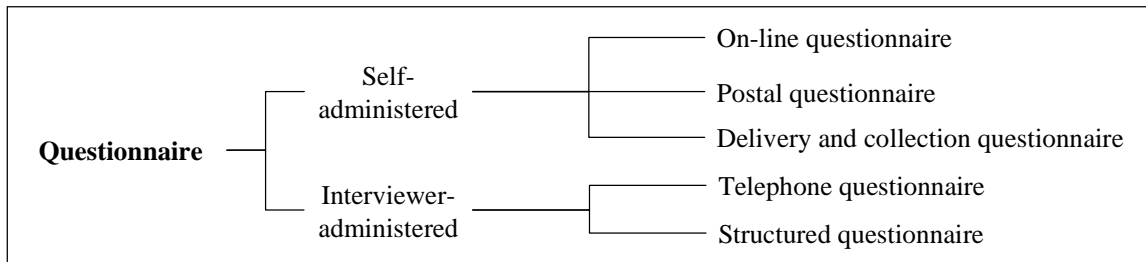 Questionnaire
Self-
administered
On-line questionnaire
Postal questionnaire
Delivery and collection questionnaire
Interviewer-
administered
Telephone questionnaire
Structured questionnaire